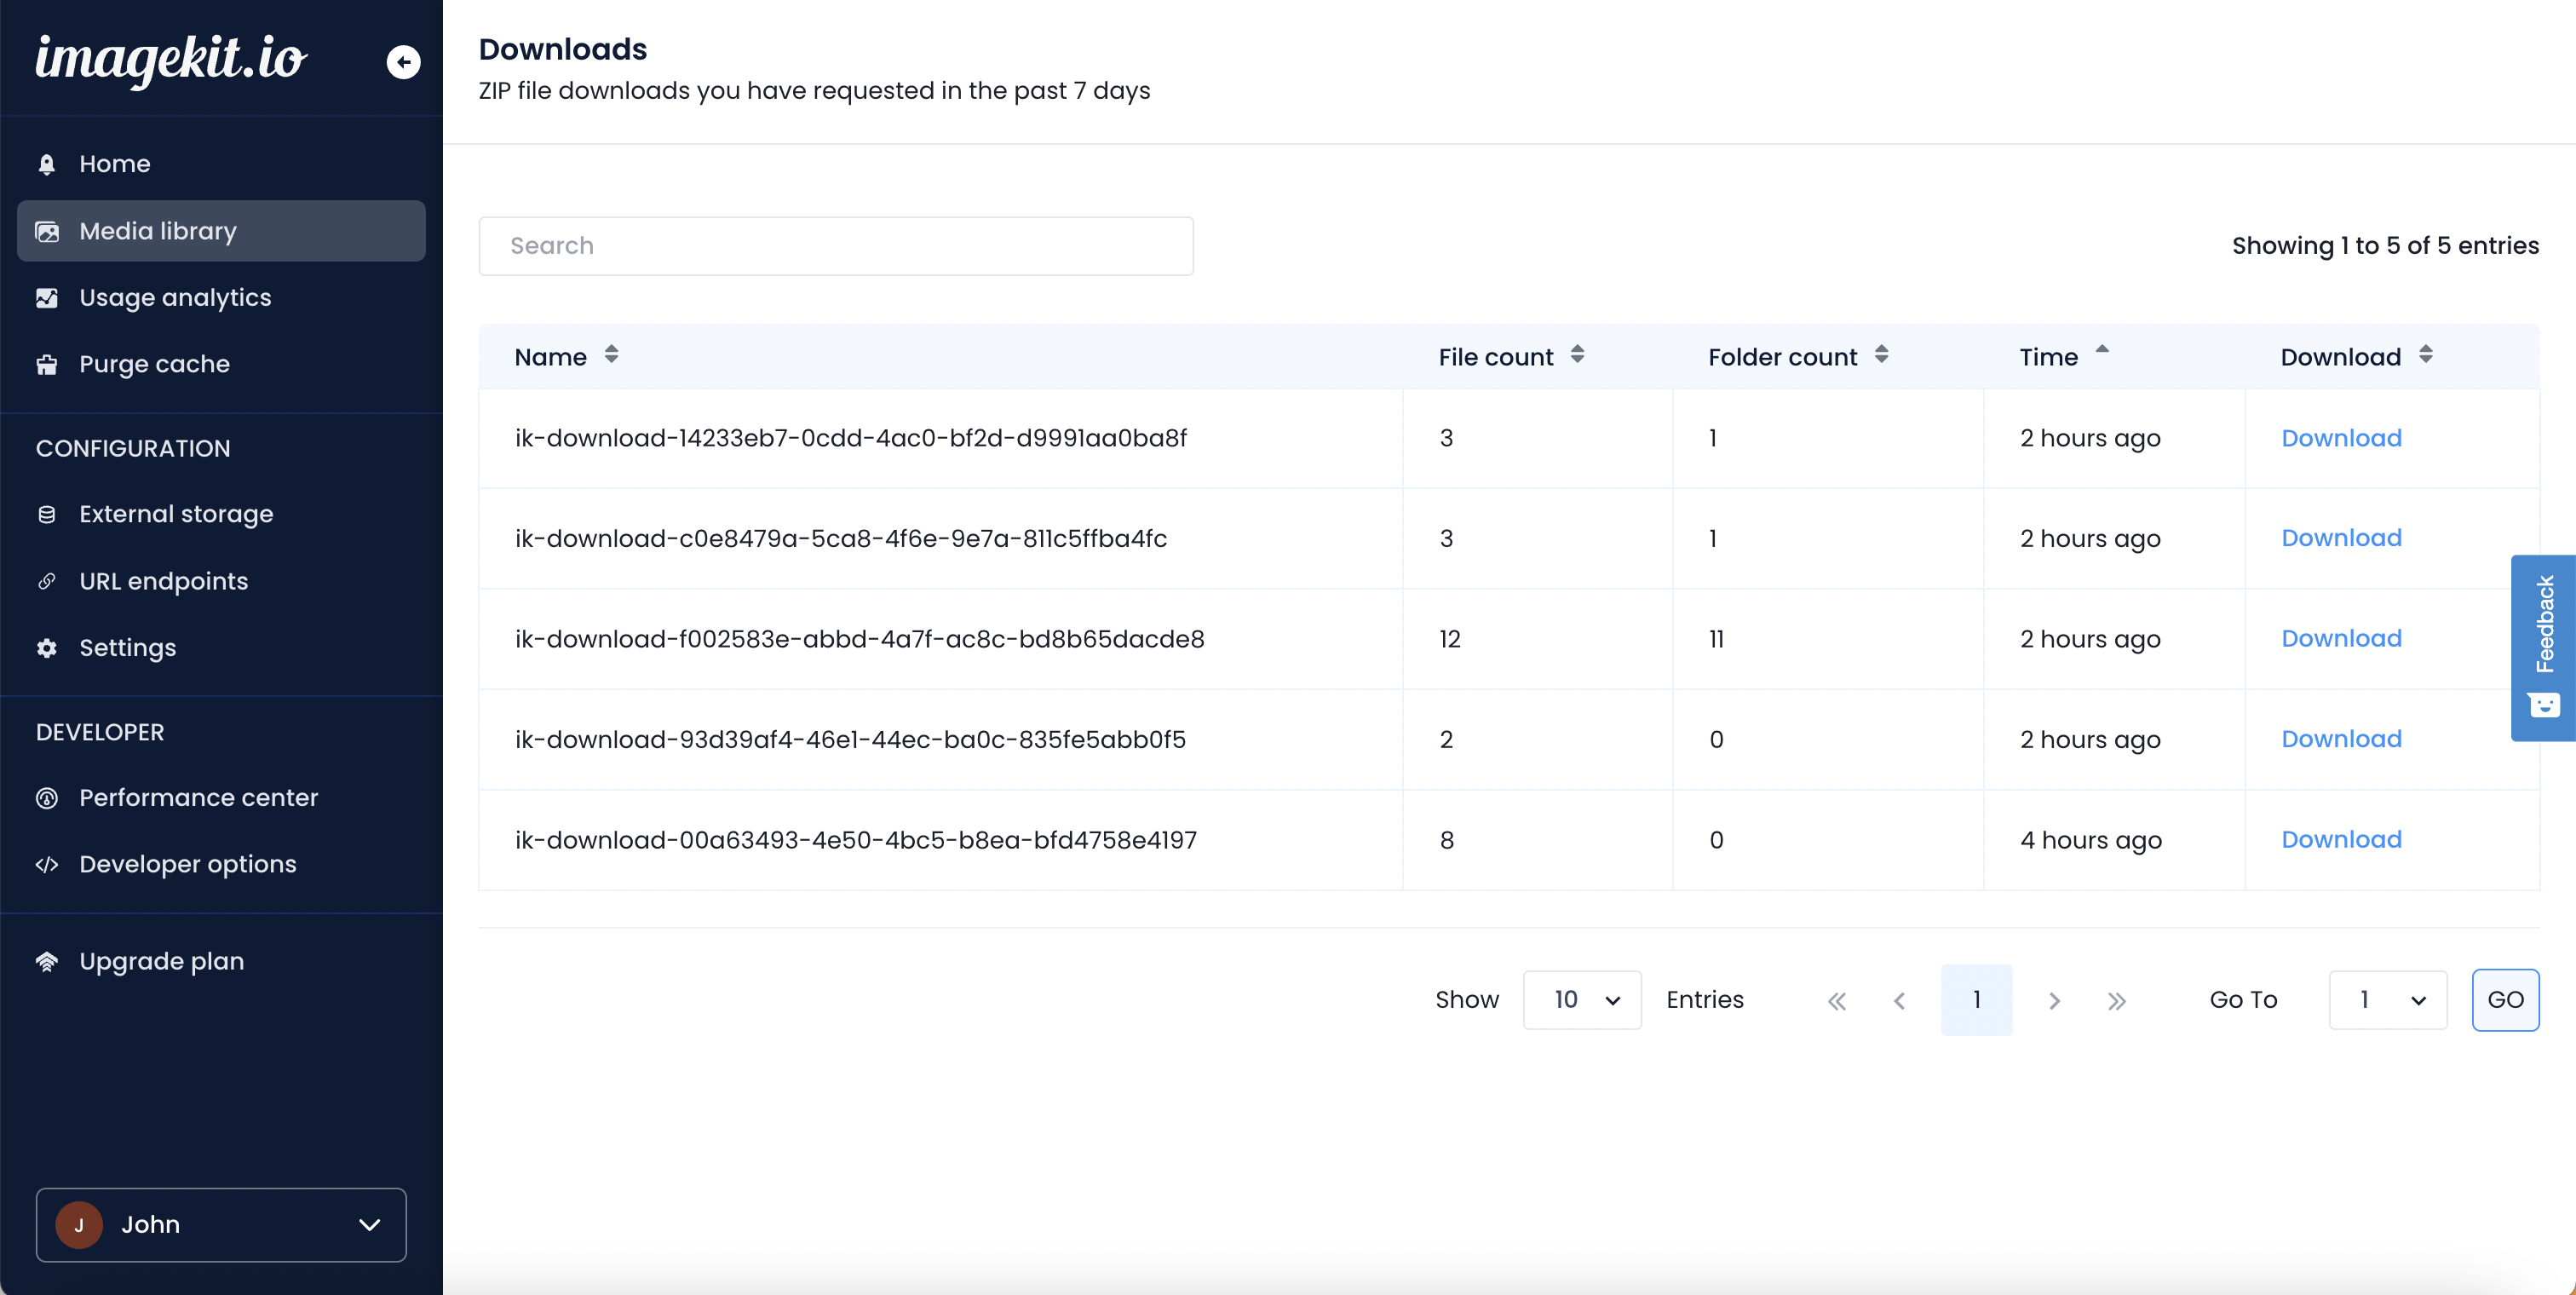 imagekit.io
Home
Media library
Usage analytics
Purge cache
CONFIGURATION
External storage
URL endpoints
Settings
DEVELOPER
Performance center
Developer options
Upgrade plan
J John
Downloads
ZIP file downloads you have requested in the past 7 days
Search
Showing 1 to 5 of 5 entries
Name File count Folder count Time Download
ik-download-14233eb7-0cdd-4ac0-bf2d-d9991aa0ba8f 3 1 2 hours ago Download
ik-download-c0e8479a-5ca8-4f6e-9e7a-811c5ffba4fc 3 1 2 hours ago Download
ik-download-f002583e-abbd-4a7f-ac8c-bd8b65dacde8 12 11 2 hours ago Download
ik-download-93d39af4-46e1-44ec-ba0c-835fe5abb0f5 2 0 2 hours ago Download
ik-download-00a63493-4e50-4bc5-b8ea-bfd4758e4197 8 0 4 hours ago Download
Show 10 Entries 1 Go To 1 GO
Feedback